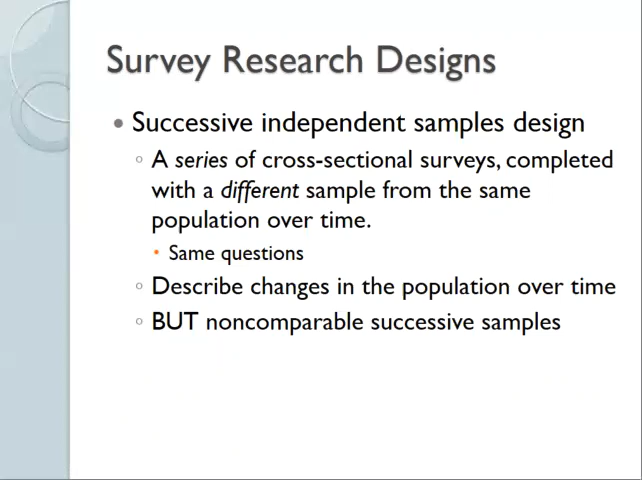 Survey Research Designs
Successive independent samples design
A series of cross-sectional surveys, completed
with a different sample from the same
population over time.
Same questions
Describe changes in the population over time
BUT noncomparable successive samples